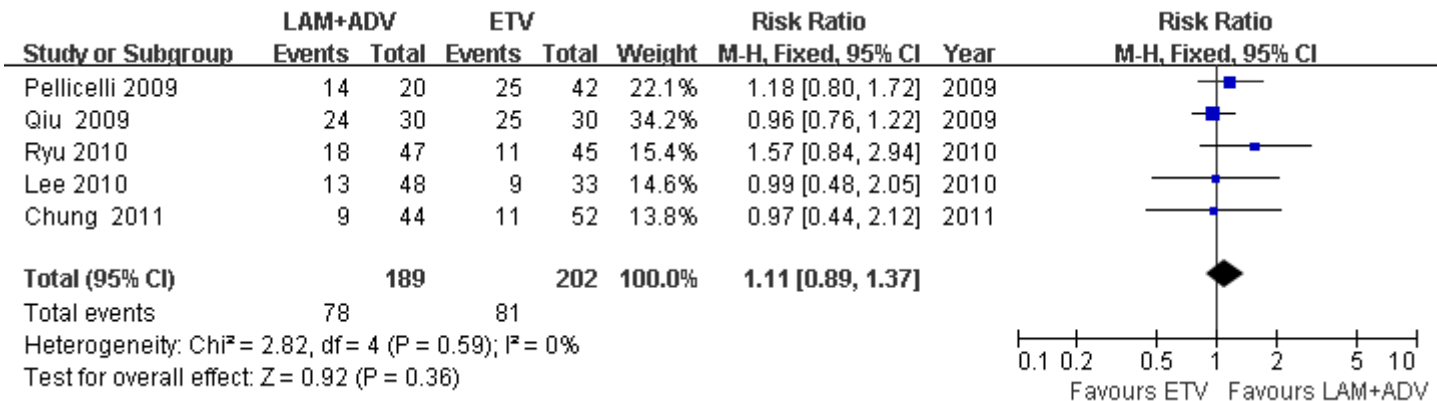 LAM+ADV ETV Risk Ratio Risk Ratio
Study or Subgroup Events Total Events Total Weight M-H, Fixed, 95% CI Year M-H, Fixed, 95% CI
Pellicelli 2009 14 20 25 42 22.1% 1.18 [0.80, 1.72] 2009
Qiu 2009 24 30 25 30 34.2% 0.96 [0.76, 1.22] 2009
Ryu 2010 18 47 11 45 15.4% 1.57 [0.84, 2.94] 2010
Lee 2010 13 48 9 33 14.6% 0.99 [0.48, 2.05] 2010
Chung 2011 9 44 11 52 13.8% 0.97 [0.44, 2.12] 2011
Total (95% CI) 189 202 100.0% 1.11 [0.89, 1.37]
Total events 78 81
Heterogeneity: Chi² = 2.82, df = 4 (P = 0.59); I² = 0%
Test for overall effect: Z = 0.92 (P = 0.36)
0.1 0.2 0.5 1 2 5 10
Favours ETV Favours LAM+ADV